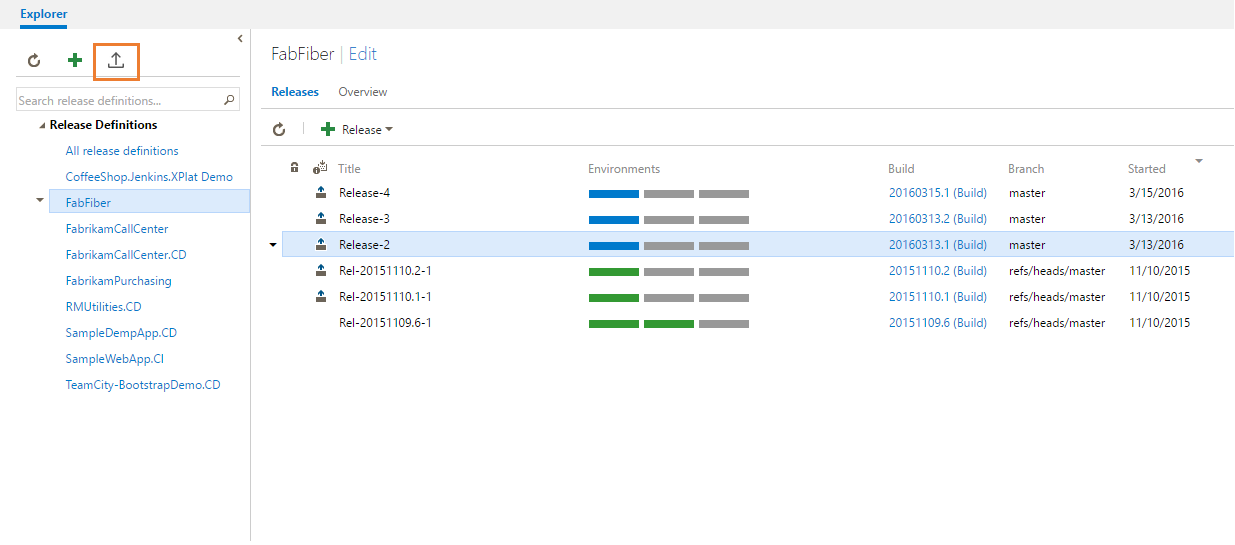 Explorer
Search release definitions...
Release Definitions
All release definitions
CoffeeShop.Jenkins.XPlat Demo
FabFiber
FabrikamCallCenter
FabrikamCallCenter.CD
FabrikamPurchasing
RMUtilities.CD
SampleDempApp.CD
SampleWebApp.CI
TeamCity-BootstrapDemo.CD
FabFiber | Edit
Releases Overview
Release
Title Environments Build Branch Started
Release-4 20160315.1 (Build) master 3/15/2016
Release-3 20160313.2 (Build) master 3/13/2016
Release-2 20160313.1 (Build) master 3/13/2016
Rel-20151110.2-1 20151110.2 (Build) refs/heads/master 11/10/2015
Rel-20151110.1-1 20151110.1 (Build) refs/heads/master 11/10/2015
Rel-20151109.6-1 20151109.6 (Build) refs/heads/master 11/10/2015